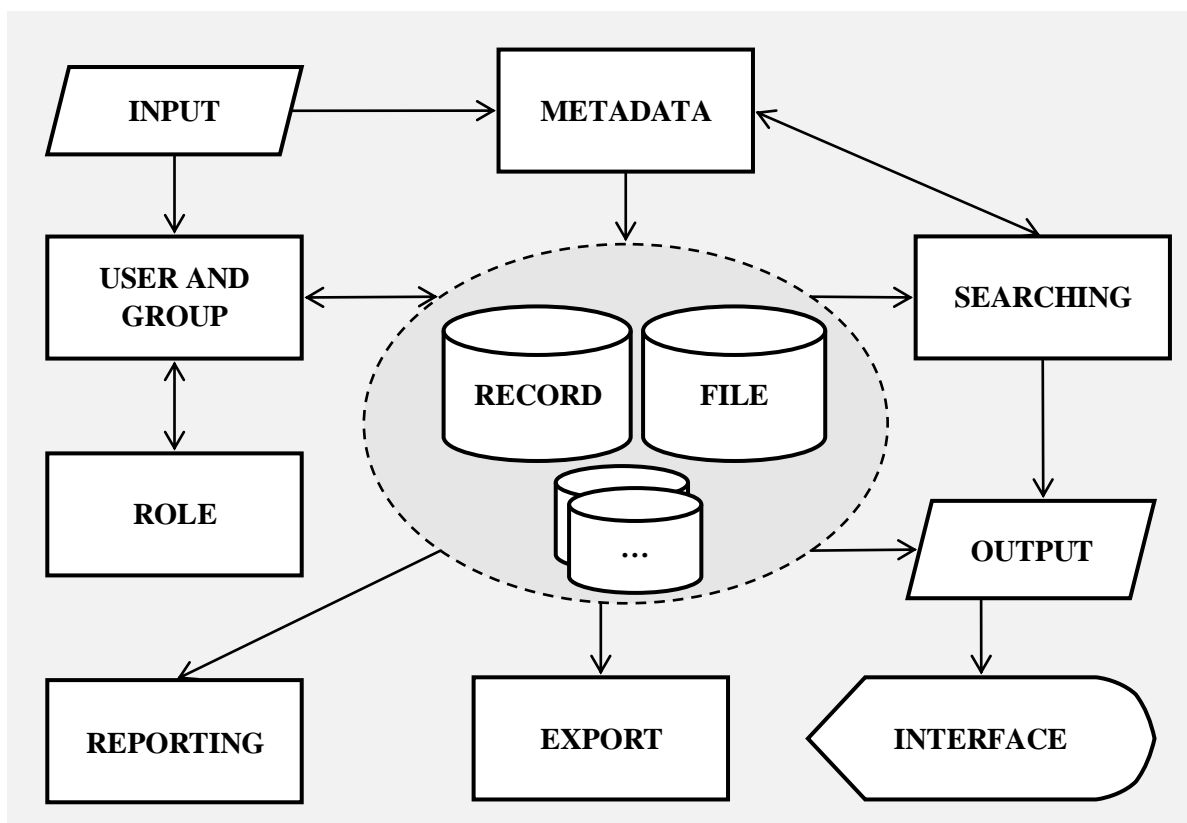 INPUT
METADATA
USER AND
GROUP
SEARCHING
RECORD
FILE
ROLE
...
OUTPUT
REPORTING
EXPORT
INTERFACE